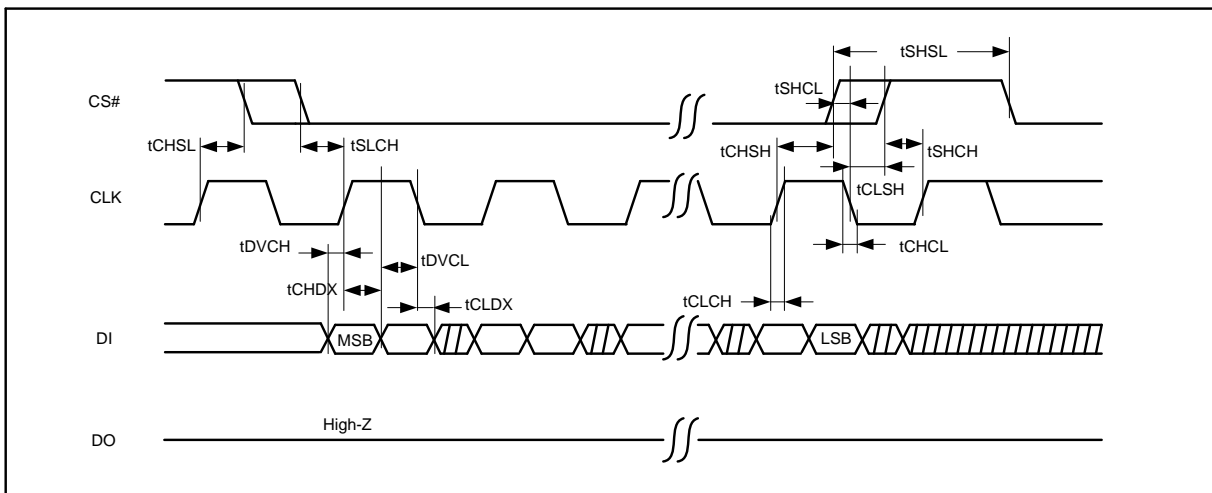 tSHSL
CS#
tSHCL
tCHSL
tSLCH
tCHSH
tSHCH
tCLSH
CLK
tDVCH
tDVCL
tCHCL
tCHDX
tCLDX
tCLCH
DI
MSB
LSB
High-Z
DO